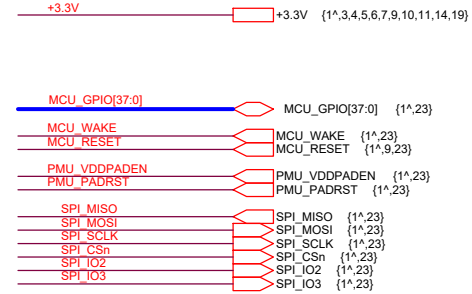 +3.3V +3.3V {1^,3,4,5,6,7,9,10,11,14,19}
MCU_GPIO[37:0] MCU_GPIO[37:0] {1^,23}
MCU_WAKE MCU_WAKE {1^,23}
MCU_RESET MCU_RESET {1^,9,23}
PMU_VDDPADEN PMU_VDDPADEN {1^,23}
PMU_PADRST PMU_PADRST {1^,23}
SPI_MISO SPI_MISO {1^,23}
SPI_MOSI SPI_MOSI {1^,23}
SPI_SCLK SPI_SCLK {1^,23}
SPI_CSn SPI_CSn {1^,23}
SPI_IO2 SPI_IO2 {1^,23}
SPI_IO3 SPI_IO3 {1^,23}